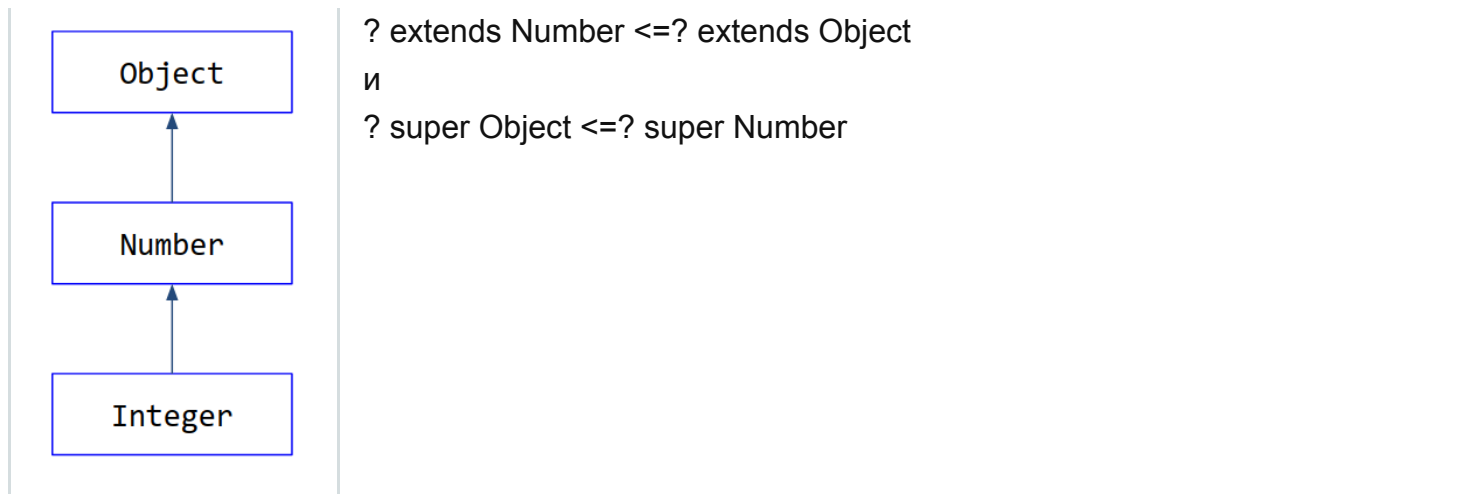 Object
Number
Integer
? extends Number <=? extends Object
и
? super Object <=? super Number